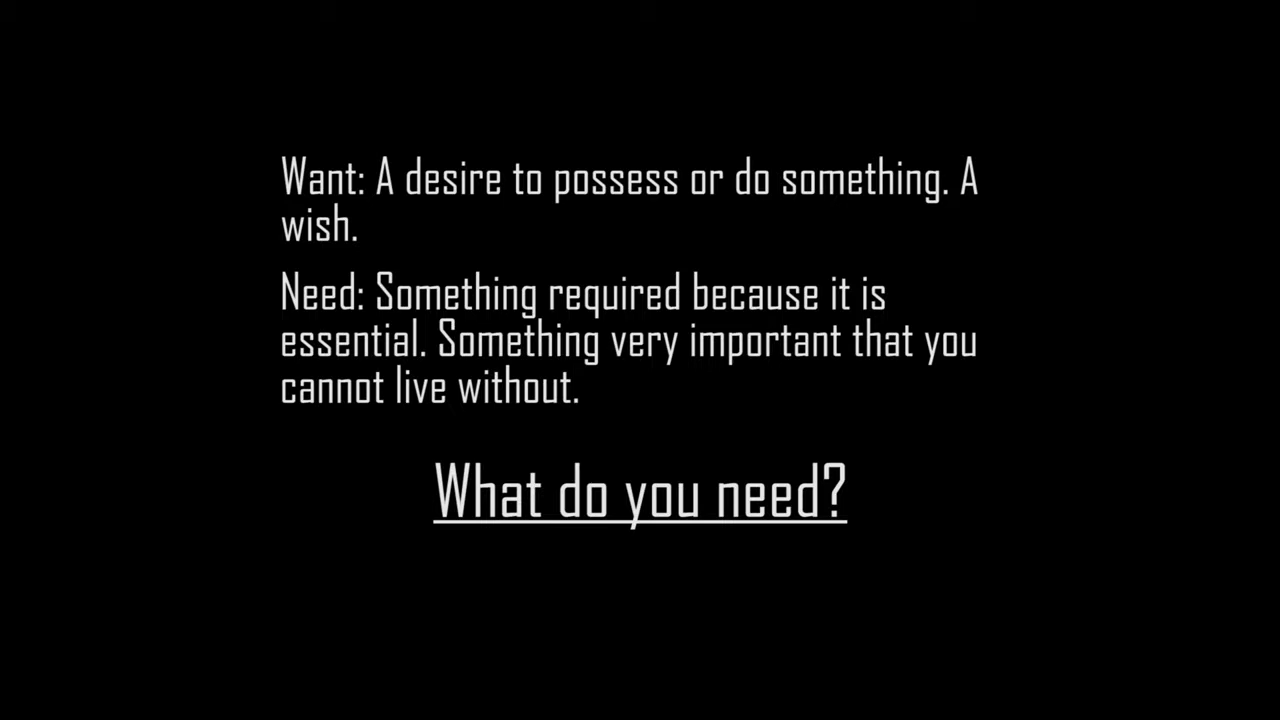 Want: A desire to possess or do something. A
wish.
Need: Something required because it is
essential. Something very important that you
cannot live without.
What do you need?